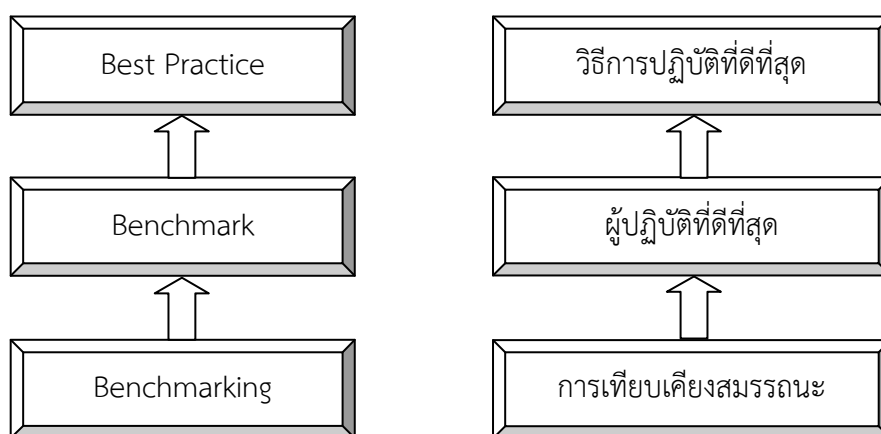 Best Practice
วิธีการปฏิบัติที่ดีที่สุด
Benchmark
ผู้ปฏิบัติที่ดีที่สุด
Benchmarking
การเทียบเคียงสมรรถนะ